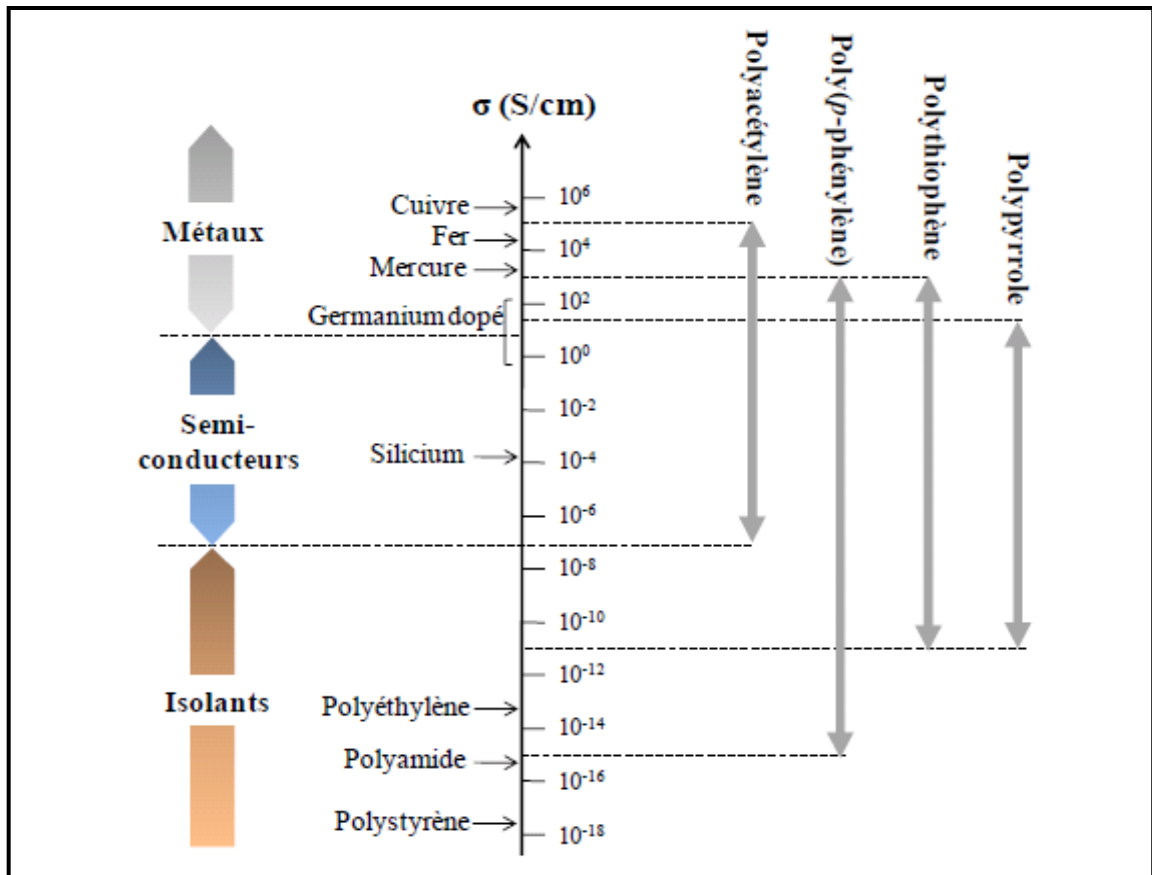 σ (S/cm)
Polyacétylène
Poly(p-phénylène)
Polythiophène
Polypyrrole
Métaux
Semi-
conducteurs
Isolants
Cuivre
Fer
Mercure
Germanium dopé
Silicium
Polyéthylène
Polyamide
Polystyrène
10⁶
10⁴
10²
10⁰
10⁻²
10⁻⁴
10⁻⁶
10⁻⁸
10⁻¹⁰
10⁻¹²
10⁻¹⁴
10⁻¹⁶
10⁻¹⁸